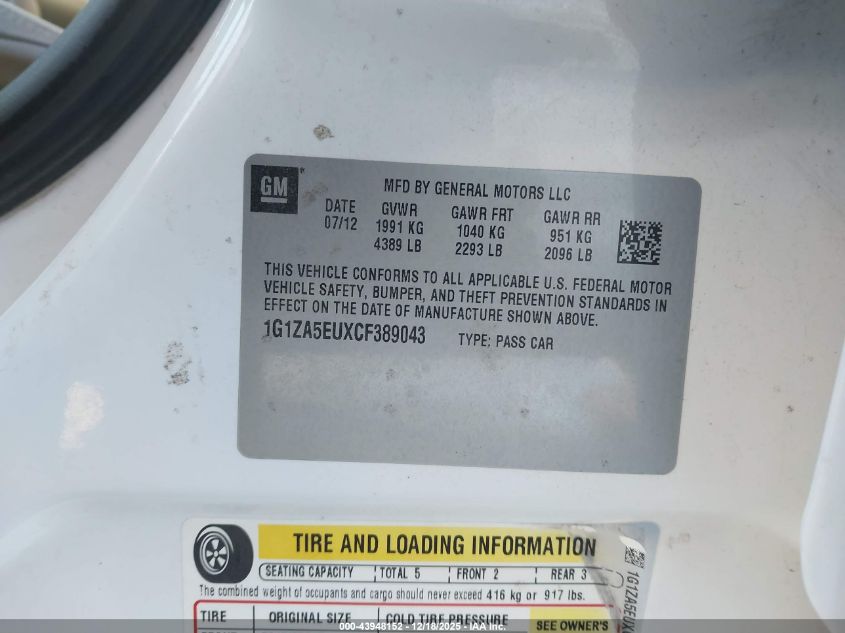 GM
MFD BY GENERAL MOTORS LLC
DATE GVWR GAWR FRT GAWR RR
07/12 1991 KG 1040 KG 951 KG
4389 LB 2293 LB 2096 LB
THIS VEHICLE CONFORMS TO ALL APPLICABLE U.S. FEDERAL MOTOR
VEHICLE SAFETY, BUMPER, AND THEFT PREVENTION STANDARDS IN
EFFECT ON THE DATE OF MANUFACTURE SHOWN ABOVE.
1G1ZA5EUXCF389043 TYPE: PASS CAR
TIRE AND LOADING INFORMATION
SEATING CAPACITY TOTAL 5 FRONT 2 REAR 3
The combined weight of occupants and cargo should never exceed 416 kg or 917 lbs.
TIRE ORIGINAL SIZE COLD TIRE PRESSURE SEE OWNER'S
1G1ZA5EUX
000-43948152 - 12/18/2025 - IAA Inc.